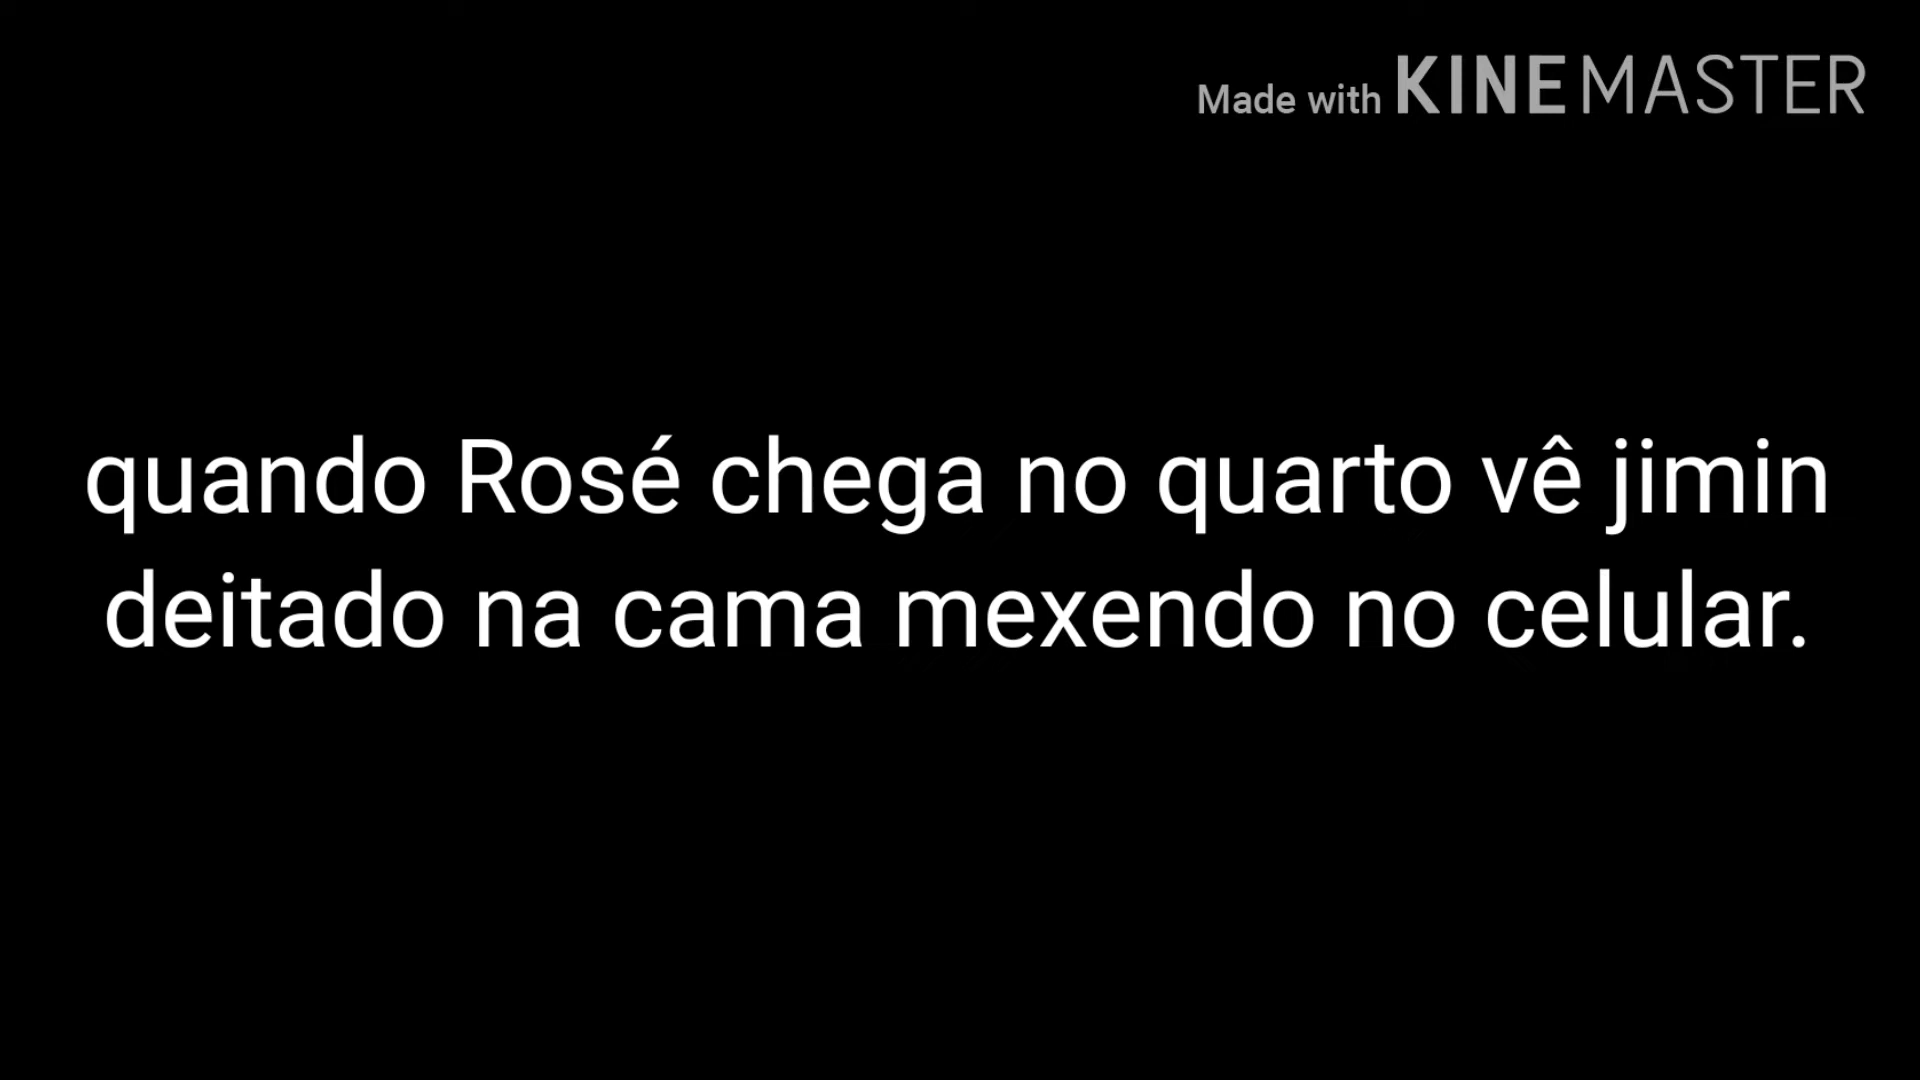 Made with KINEMASTER
quando Rosé chega no quarto vê jimin
deitado na cama mexendo no celular.